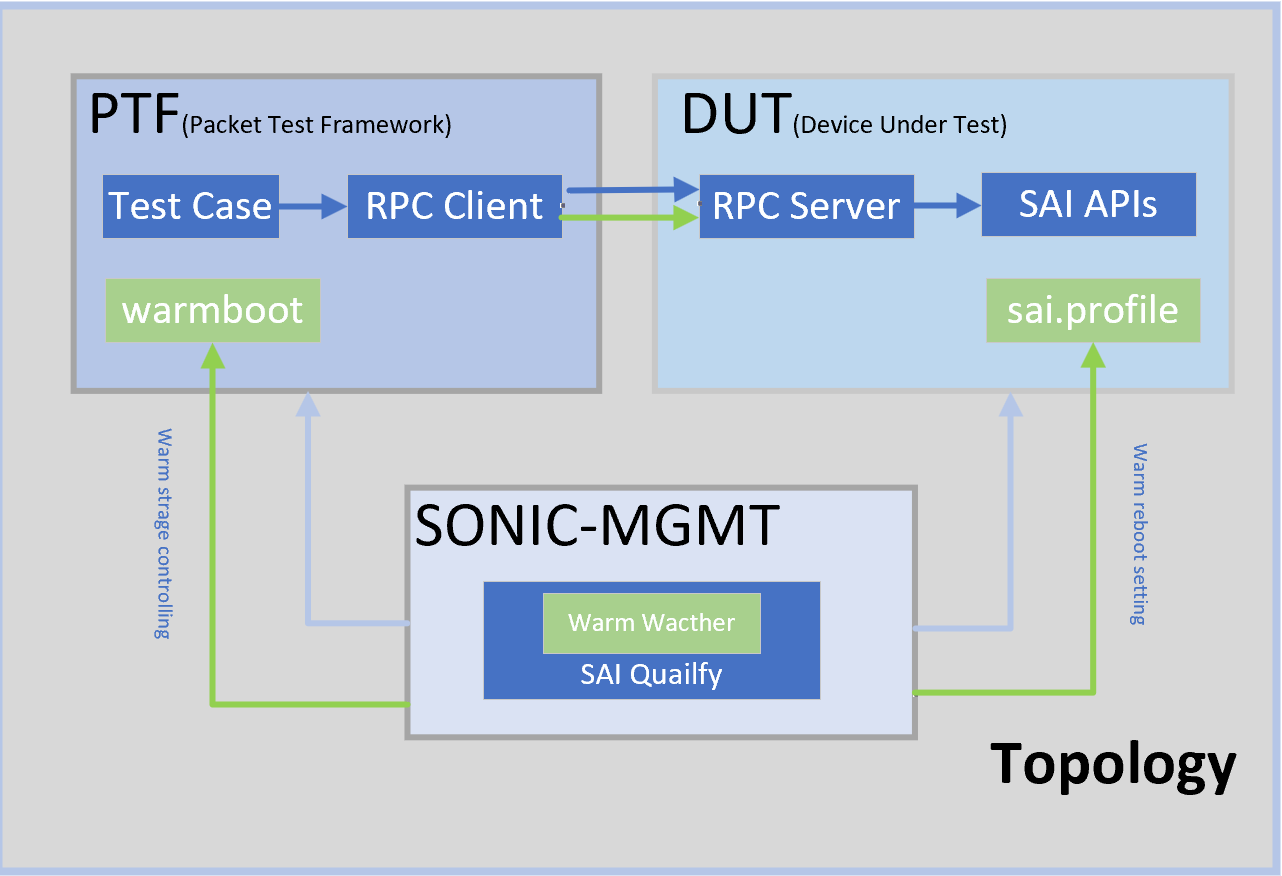 PTF(Packet Test Framework)
DUT(Device Under Test)
Test Case
RPC Client
RPC Server
SAI APIs
warmboot
sai.profile
Warm strage controlling
Warm reboot setting
SONIC-MGMT
Warm Wacther
SAI Quailfy
Topology